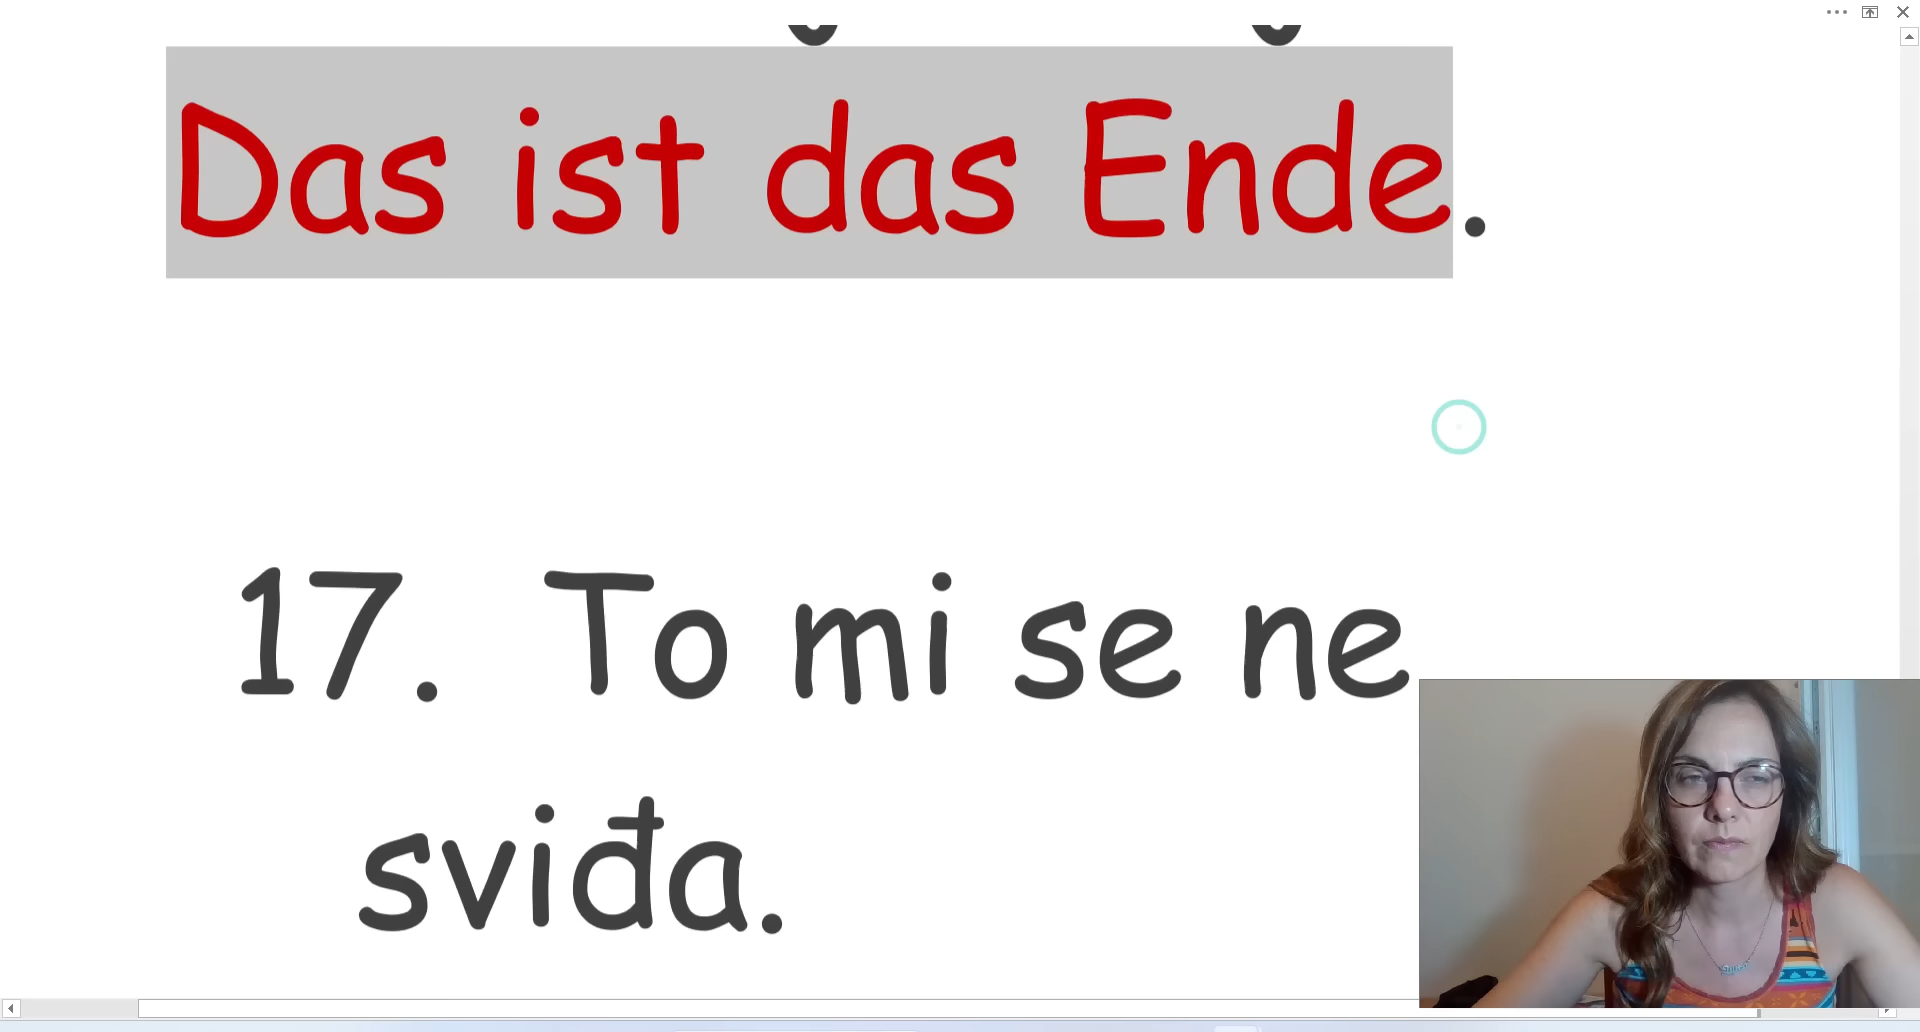 Das ist das Ende.
17. To mi se ne
sviđa.